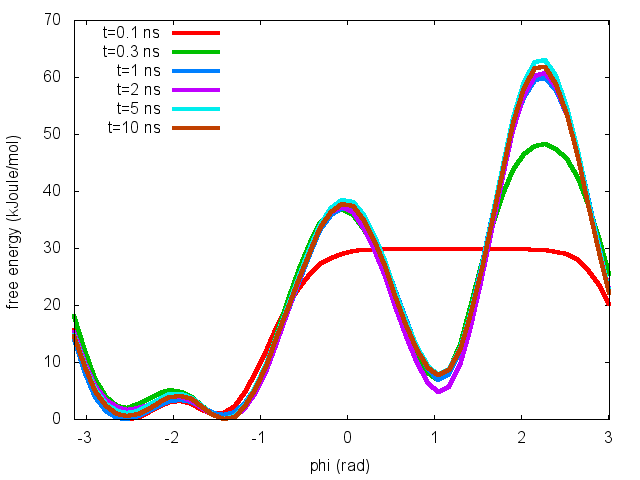 70
60
50
40
30
20
10
0
free energy (kJoule/mol)
t=0.1 ns
t=0.3 ns
t=1 ns
t=2 ns
t=5 ns
t=10 ns
-3 -2 -1 0 1 2 3
phi (rad)